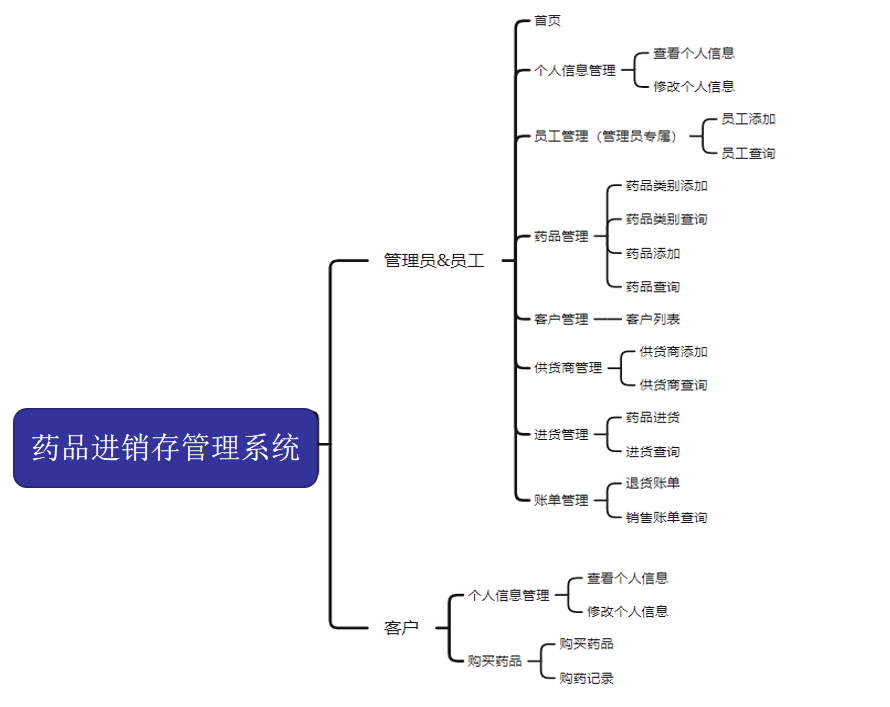 首页
查看个人信息
个人信息管理
修改个人信息
员工添加
员工管理（管理员专属）
员工查询
药品类别添加
药品类别查询
药品管理
药品添加
药品查询
管理员&员工
客户管理
客户列表
供货商添加
供货商管理
供货商查询
药品进货
进货管理
进货查询
药品进销存管理系统
退货账单
账单管理
销售账单查询
查看个人信息
个人信息管理
修改个人信息
客户
购买药品
购买药品
购药记录